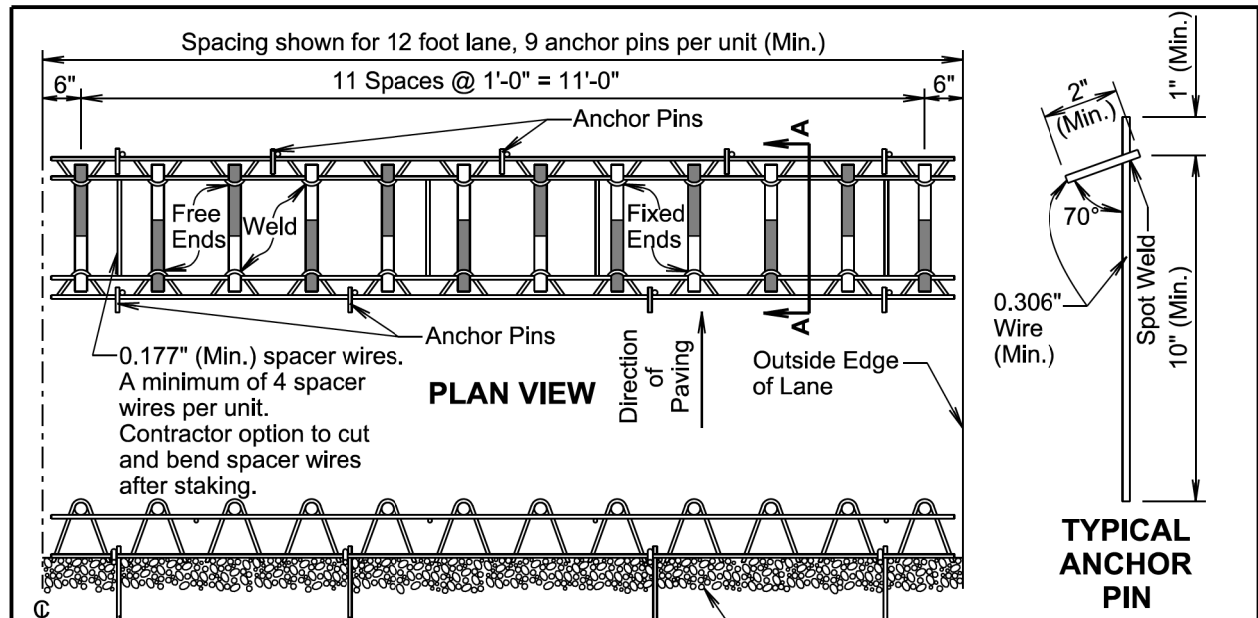 Spacing shown for 12 foot lane, 9 anchor pins per unit (Min.)
6"
11 Spaces @ 1'-0" = 11'-0"
6"
Anchor Pins
A
Free
Ends
Weld
Fixed
Ends
A
Anchor Pins
0.177" (Min.) spacer wires.
A minimum of 4 spacer
wires per unit.
Contractor option to cut
and bend spacer wires
after staking.
PLAN VIEW
Direction
of
Paving
Outside Edge
of Lane
℄
2"
(Min.)
1" (Min.)
70°
0.306"
Wire
(Min.)
Spot Weld
10" (Min.)
TYPICAL
ANCHOR
PIN